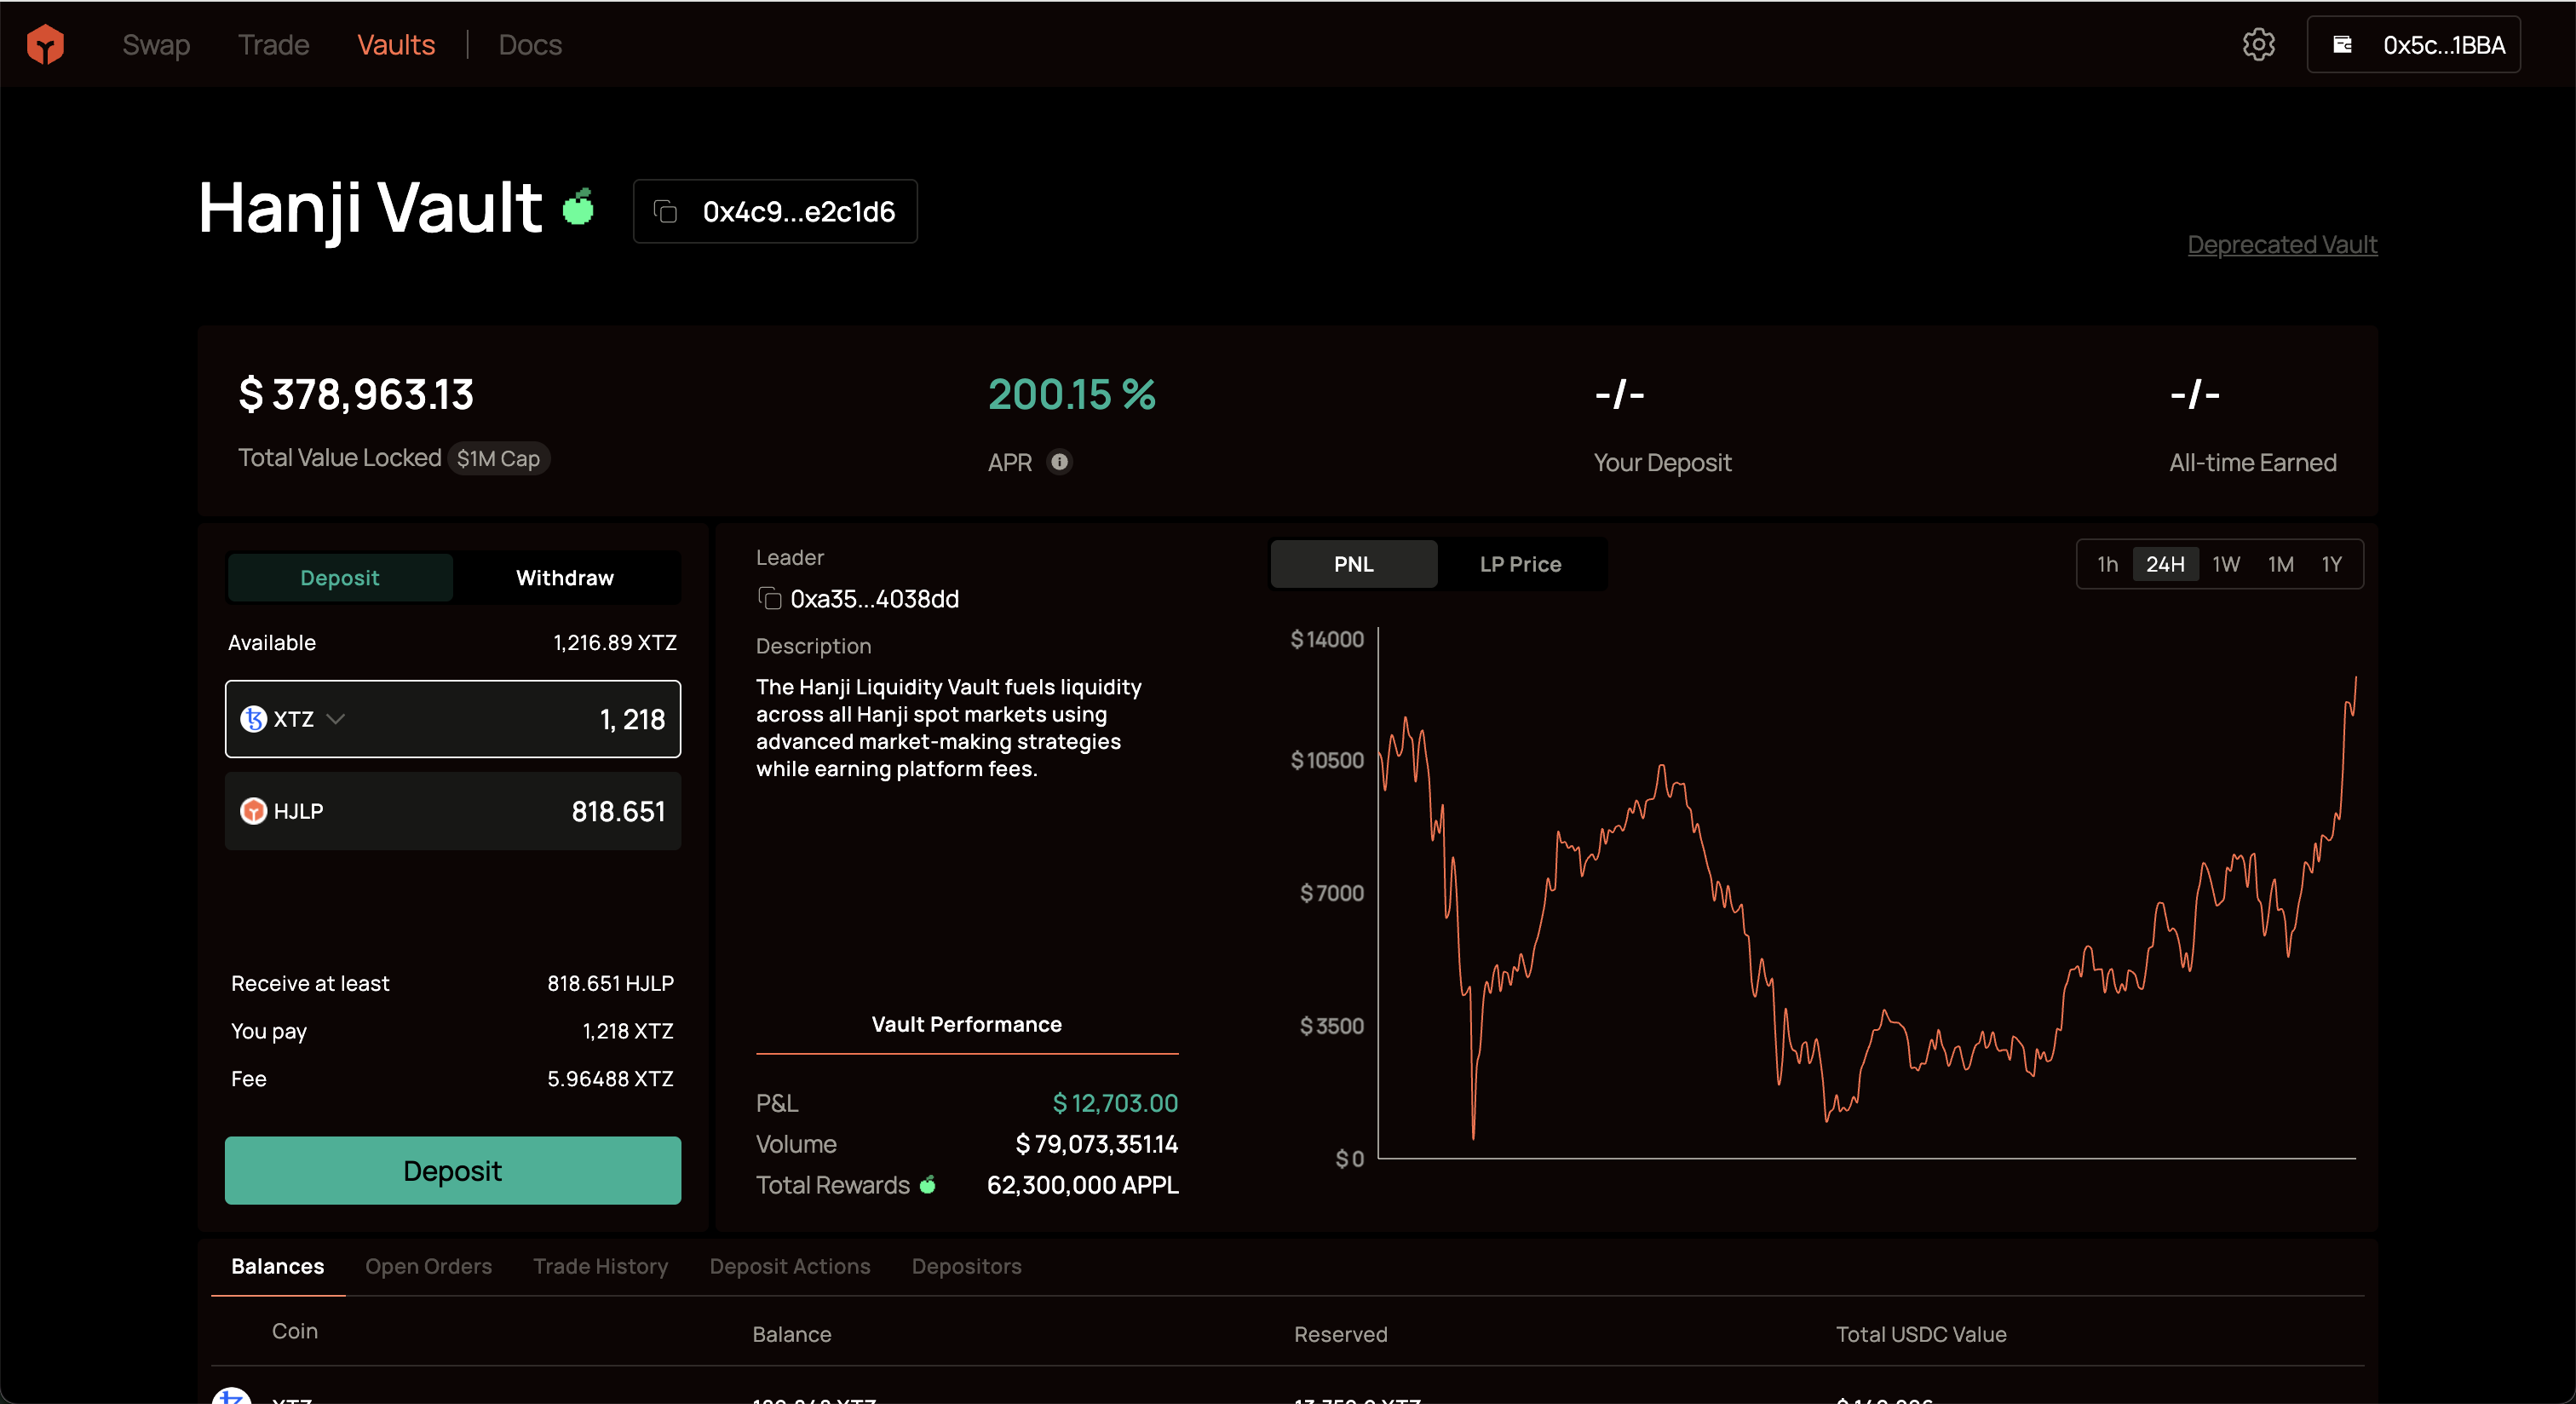 Swap Trade Vaults Docs 0x5c...1BBA
Hanji Vault 0x4c9...e2c1d6
Deprecated Vault
$ 378,963.13 200.15 % -/- -/-
Total Value Locked $1M Cap APR Your Deposit All-time Earned
Deposit Withdraw
Available 1,216.89 XTZ
XTZ 1, 218
HJLP 818.651
Receive at least 818.651 HJLP
You pay 1,218 XTZ
Fee 5.96488 XTZ
Deposit
Leader
0xa35...4038dd
Description
The Hanji Liquidity Vault fuels liquidity
across all Hanji spot markets using
advanced market-making strategies
while earning platform fees.
Vault Performance
P&L $ 12,703.00
Volume $ 79,073,351.14
Total Rewards 62,300,000 APPL
PNL LP Price 1h 24H 1W 1M 1Y
$ 14000
$ 10500
$ 7000
$ 3500
$ 0
Balances Open Orders Trade History Deposit Actions Depositors
Coin Balance Reserved Total USDC Value
XTZ